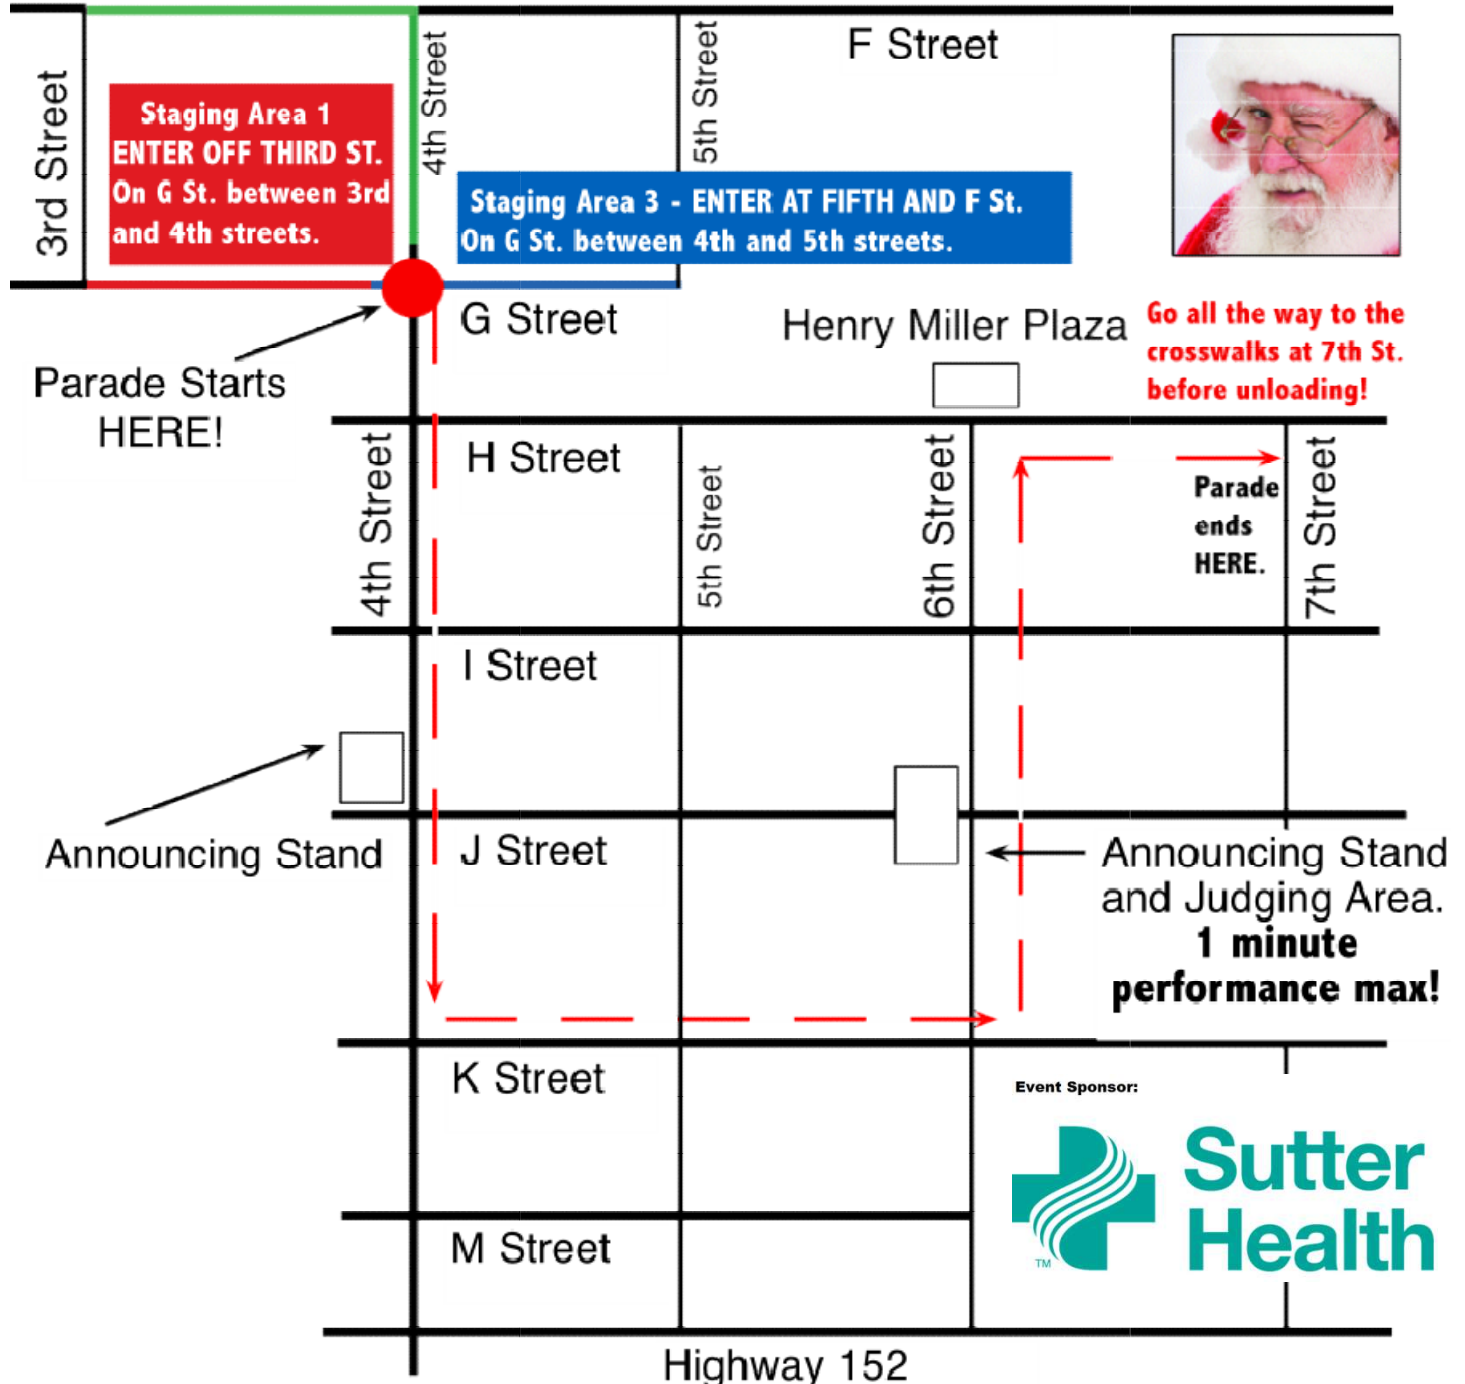 F Street
3rd Street
4th Street
5th Street
Staging Area 1
ENTER OFF THIRD ST.
On G St. between 3rd
and 4th streets.
Staging Area 3 - ENTER AT FIFTH AND F St.
On G St. between 4th and 5th streets.
G Street
Henry Miller Plaza
Go all the way to the
crosswalks at 7th St.
before unloading!
Parade Starts
HERE!
H Street
4th Street
5th Street
6th Street
7th Street
Parade
ends
HERE.
I Street
Announcing Stand
J Street
Announcing Stand
and Judging Area.
1 minute
performance max!
K Street
Event Sponsor:
Sutter
Health
TM
M Street
Highway 152